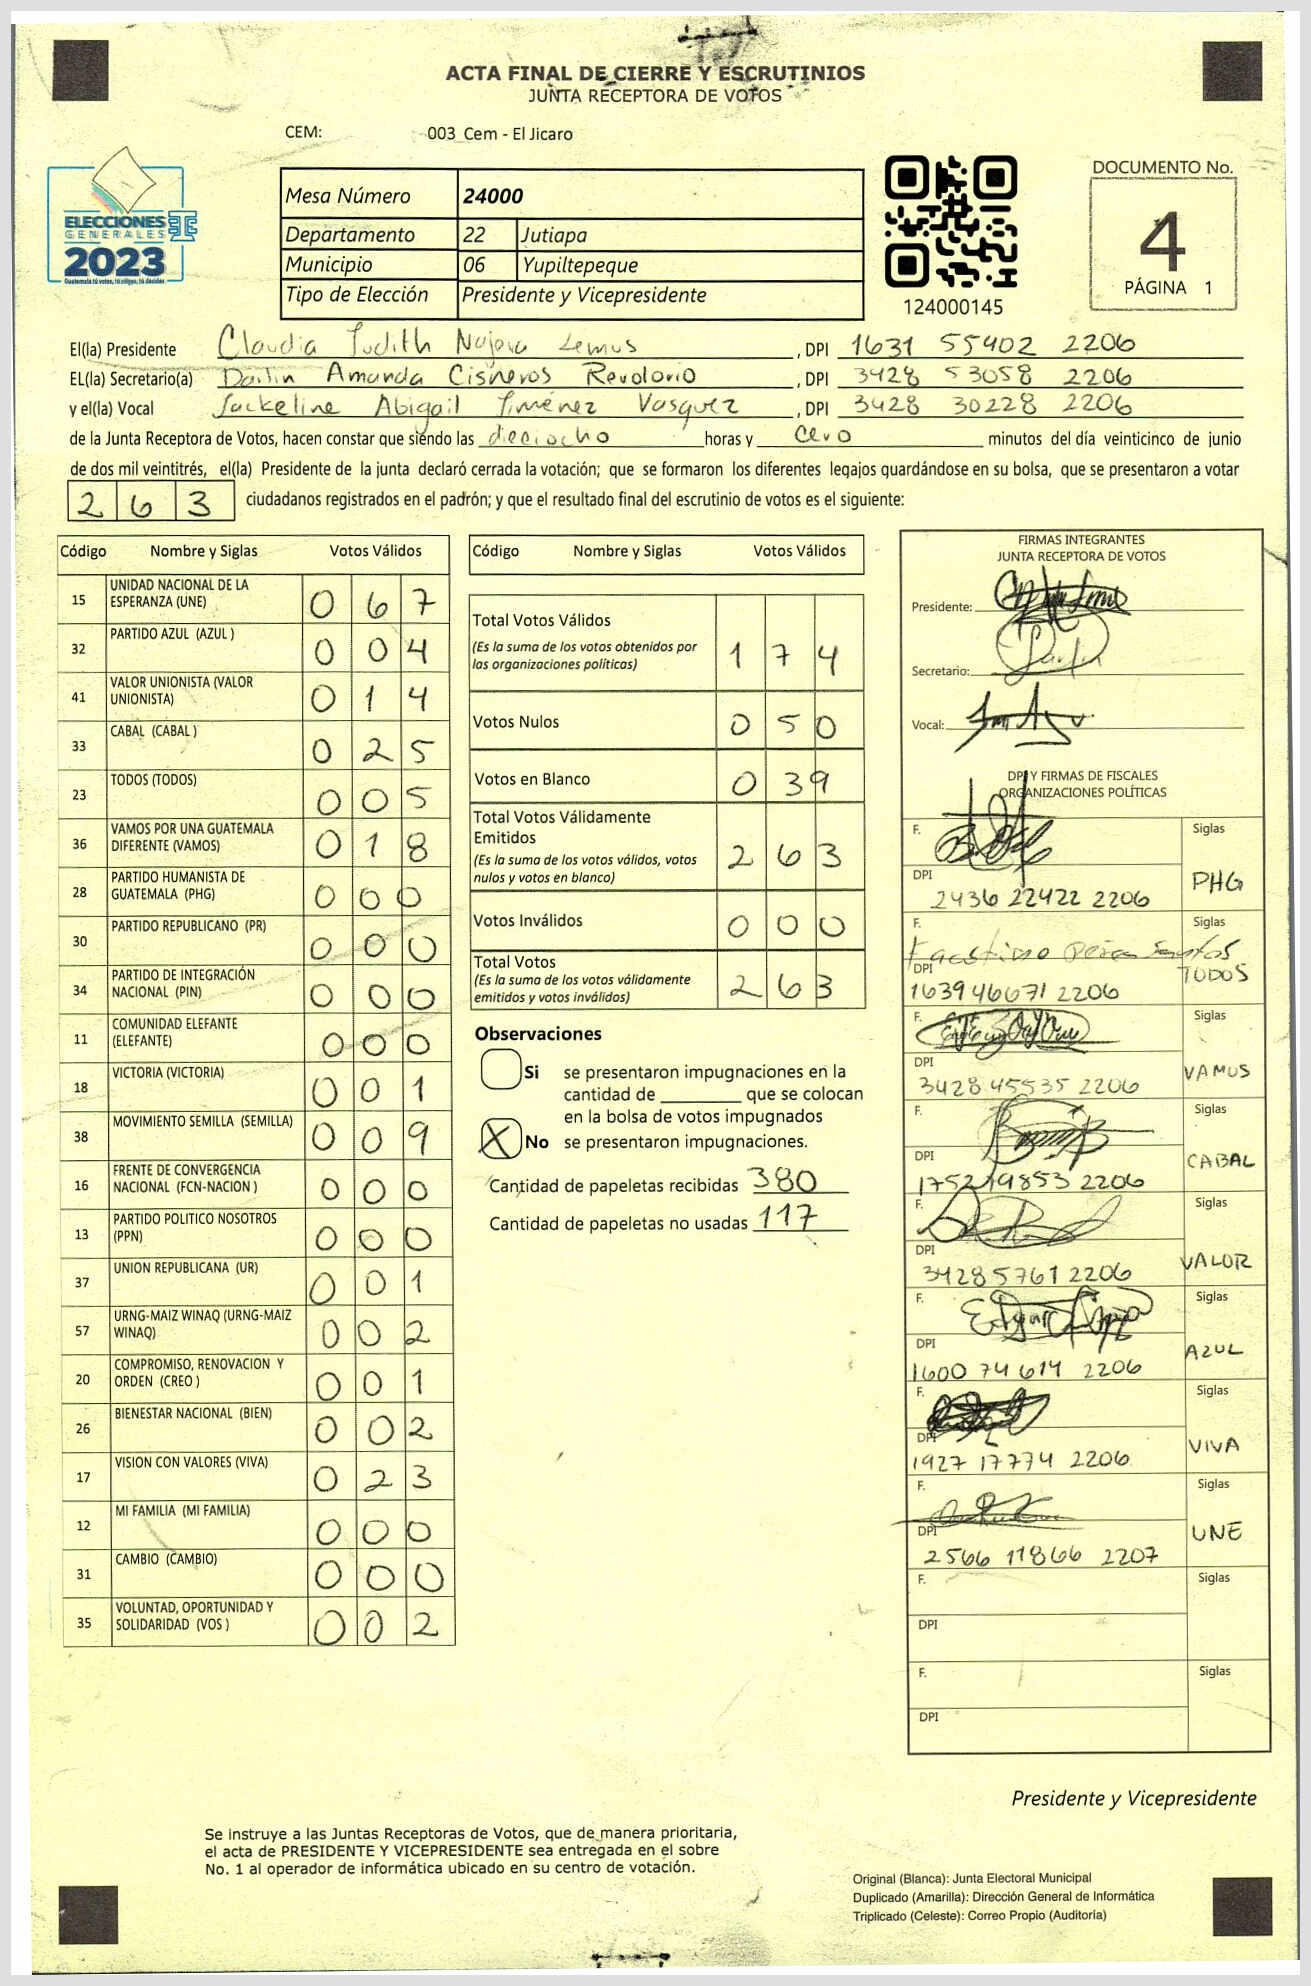 ACTA FINAL DE CIERRE Y ESCRUTINIOS
JUNTA RECEPTORA DE VOTOS
CEM: 003 Cem - El Jicaro
ELECCIONES
GENERALES
2023
Guatemala tú votas, tú eliges, tú decides
Mesa Número 24000
Departamento 22 Jutiapa
Municipio 06 Yupiltepeque
Tipo de Elección Presidente y Vicepresidente
124000145
DOCUMENTO No.
4
PÁGINA 1
El(la) Presidente Claudia Judith Najera Lemus, DPI 1631 55402 2206
EL(la) Secretario(a) Darlin Amanda Cisneros Revolorio, DPI 3428 53058 2206
y el(la) Vocal Jackeline Abigail Jiménez Vasquez, DPI 3428 30228 2206
de la Junta Receptora de Votos, hacen constar que siendo las dieciocho horas y cero minutos del día veinticinco de junio
de dos mil veintitrés, el(la) Presidente de la junta declaró cerrada la votación; que se formaron los diferentes legajos guardándose en su bolsa, que se presentaron a votar
263 ciudadanos registrados en el padrón; y que el resultado final del escrutinio de votos es el siguiente:
Código Nombre y Siglas Votos Válidos
15 UNIDAD NACIONAL DE LA ESPERANZA (UNE) 0 6 7
32 PARTIDO AZUL (AZUL ) 0 0 4
41 VALOR UNIONISTA (VALOR UNIONISTA) 0 1 4
33 CABAL (CABAL ) 0 2 5
23 TODOS (TODOS) 0 0 5
36 VAMOS POR UNA GUATEMALA DIFERENTE (VAMOS) 0 1 8
28 PARTIDO HUMANISTA DE GUATEMALA (PHG) 0 0 0
30 PARTIDO REPUBLICANO (PR) 0 0 0
34 PARTIDO DE INTEGRACIÓN NACIONAL (PIN) 0 0 0
11 COMUNIDAD ELEFANTE (ELEFANTE) 0 0 0
18 VICTORIA (VICTORIA) 0 0 1
38 MOVIMIENTO SEMILLA (SEMILLA) 0 0 9
16 FRENTE DE CONVERGENCIA NACIONAL (FCN-NACION ) 0 0 0
13 PARTIDO POLITICO NOSOTROS (PPN) 0 0 0
37 UNION REPUBLICANA (UR) 0 0 1
57 URNG-MAIZ WINAQ (URNG-MAIZ WINAQ) 0 0 2
20 COMPROMISO, RENOVACION Y ORDEN (CREO ) 0 0 1
26 BIENESTAR NACIONAL (BIEN) 0 0 2
17 VISION CON VALORES (VIVA) 0 2 3
12 MI FAMILIA (MI FAMILIA) 0 0 0
31 CAMBIO (CAMBIO) 0 0 0
35 VOLUNTAD, OPORTUNIDAD Y SOLIDARIDAD (VOS ) 0 0 2
Código Nombre y Siglas Votos Válidos
Total Votos Válidos 1 7 4
(Es la suma de los votos obtenidos por
las organizaciones políticas)
Votos Nulos 0 5 0
Votos en Blanco 0 3 9
Total Votos Válidamente
Emitidos 2 6 3
(Es la suma de los votos válidos, votos
nulos y votos en blanco)
Votos Inválidos 0 0 0
Total Votos 2 6 3
(Es la suma de los votos válidamente
emitidos y votos inválidos)
Observaciones
Si se presentaron impugnaciones en la
cantidad de ________ que se colocan
en la bolsa de votos impugnados
X No se presentaron impugnaciones.
Cantidad de papeletas recibidas 380
Cantidad de papeletas no usadas 117
FIRMAS INTEGRANTES
JUNTA RECEPTORA DE VOTOS
Presidente:
Secretario:
Vocal:
DPI Y FIRMAS DE FISCALES
ORGANIZACIONES POLÍTICAS
F. Siglas
DPI 2436 22422 2206 PHG
F. Siglas
DPI 1639 46671 2206 TODOS
F. Siglas
DPI 3428 45535 2206 VAMOS
F. Siglas
DPI 1752 19853 2206 CABAL
F. Siglas
DPI 3428 5761 2206 VALOR
F. Siglas
DPI 1600 74 614 2206 AZUL
F. Siglas
DPI 1927 17774 2206 VIVA
F. Siglas
DPI 2566 11866 2207 UNE
F. Siglas
DPI
F. Siglas
DPI
Presidente y Vicepresidente
Se instruye a las Juntas Receptoras de Votos, que de manera prioritaria,
el acta de PRESIDENTE Y VICEPRESIDENTE sea entregada en el sobre
No. 1 al operador de informática ubicado en su centro de votación.
Original (Blanca): Junta Electoral Municipal
Duplicado (Amarilla): Dirección General de Informática
Triplicado (Celeste): Correo Propio (Auditoria)